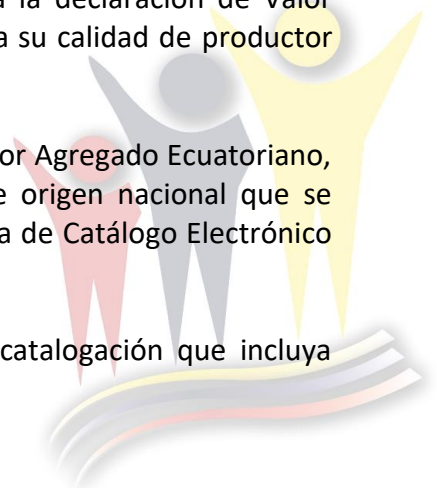 a la declaración de Valor
a su calidad de productor
or Agregado Ecuatoriano,
e origen nacional que se
a de Catálogo Electrónico
catalogación que incluya